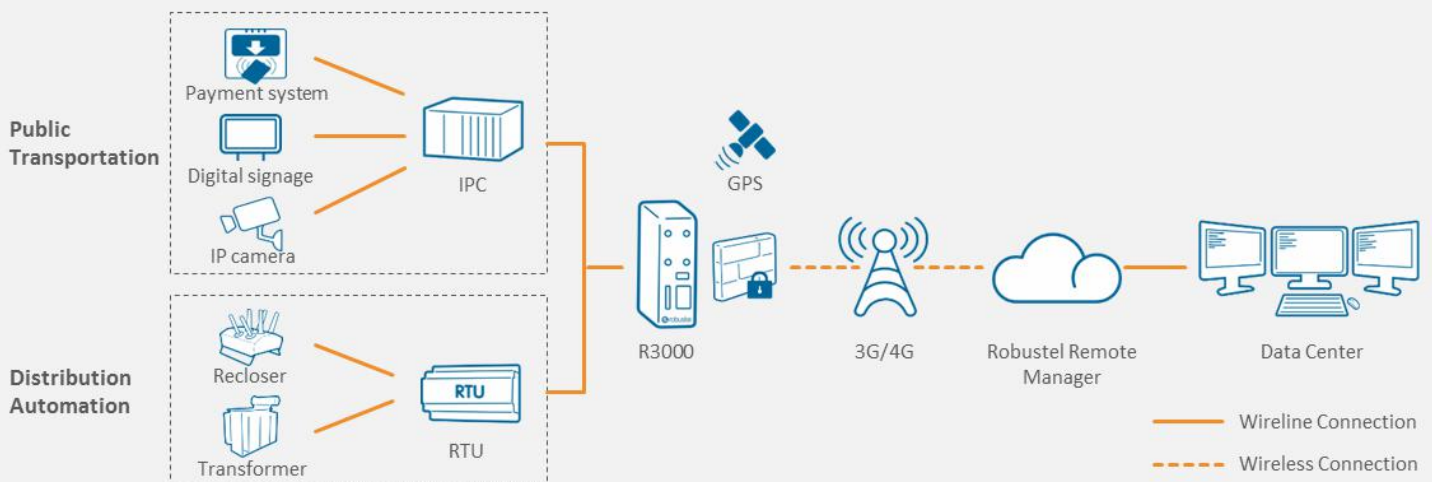 Public
Transportation
Payment system
Digital signage
IP camera
IPC
Distribution
Automation
Recloser
Transformer
RTU
RTU
GPS
robustel
R3000
3G/4G
Robustel Remote
Manager
Data Center
Wireline Connection
Wireless Connection